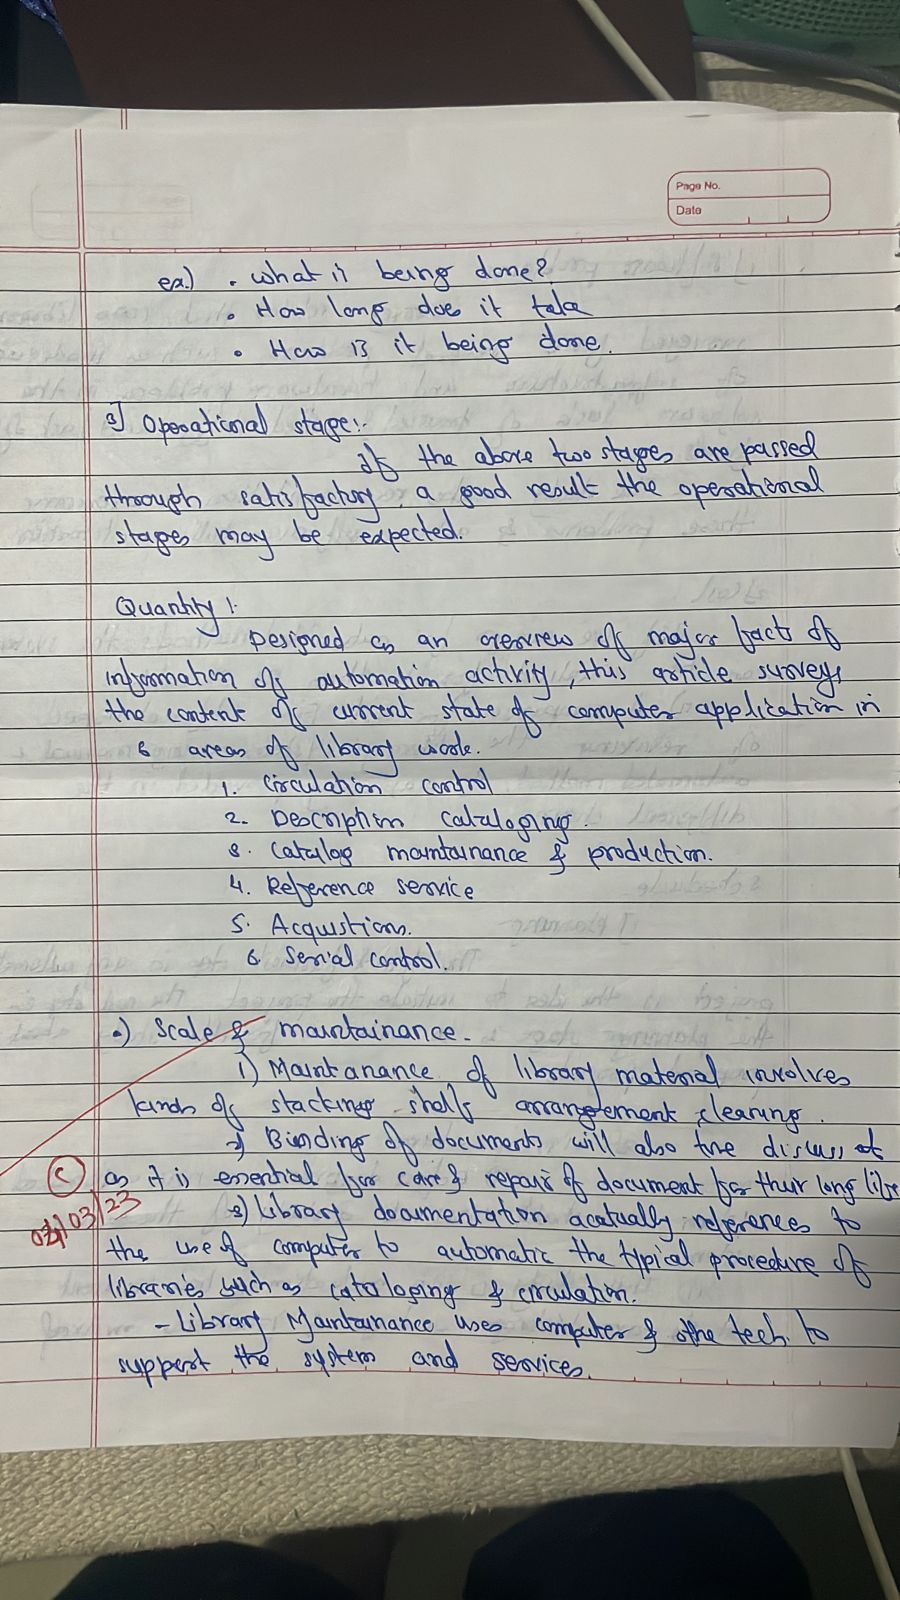 Page No.
Date
ex.) • What is being done?
• How long does it take
• How is it being done.
3] Operational stage:-
If the above two stages are passed
through satisfactory, a good result the operational
stages may be expected.
Quantity :-
Designed as an overview of major facts of
information of automation activity, this article surveys
the content of current state of computer application in
6 areas of library work.
1. Circulation control
2. Description cataloging.
3. Catalog maintainance & production.
4. Reference service
5. Acquistion.
6. Serial control.
•) Scale & maintainance.
1) Maintanance of library material involves
kinds of stacking shelf arrangement cleaning.
2) Binding of documents will also the discuss
as it is essential for care & repair of document for their long life
03/03/23
3) Library documentation acatually references to
the use of computer to automatic the typical procedure of
libraries such as cataloging & circulation.
- Library Maintainance uses computer & othe tech. to
support the system and services.